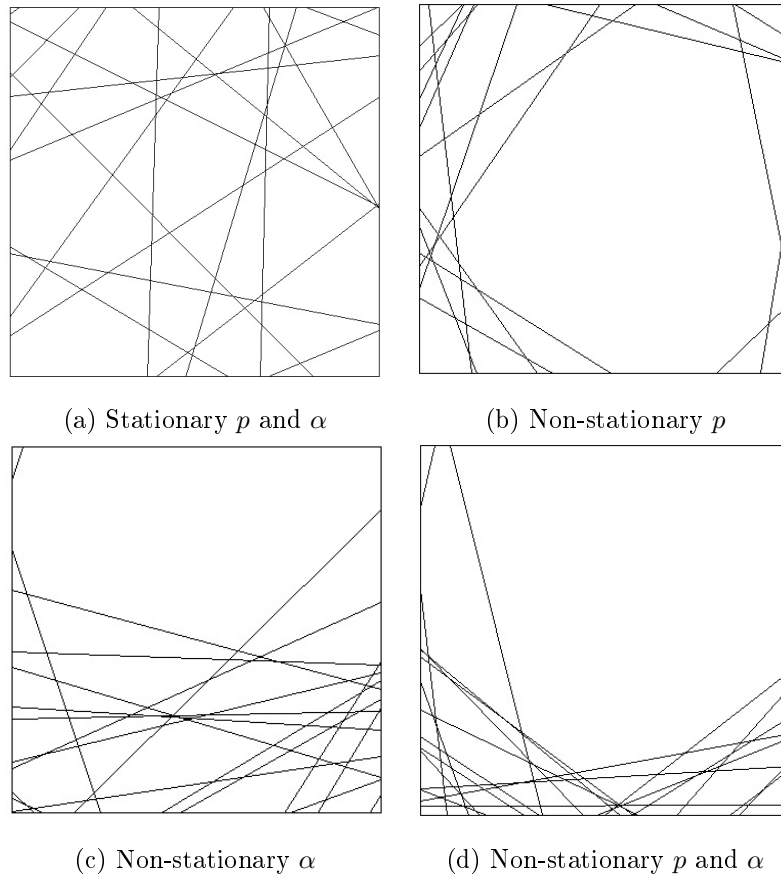 (a) Stationary p and α
(b) Non-stationary p
(c) Non-stationary α
(d) Non-stationary p and α